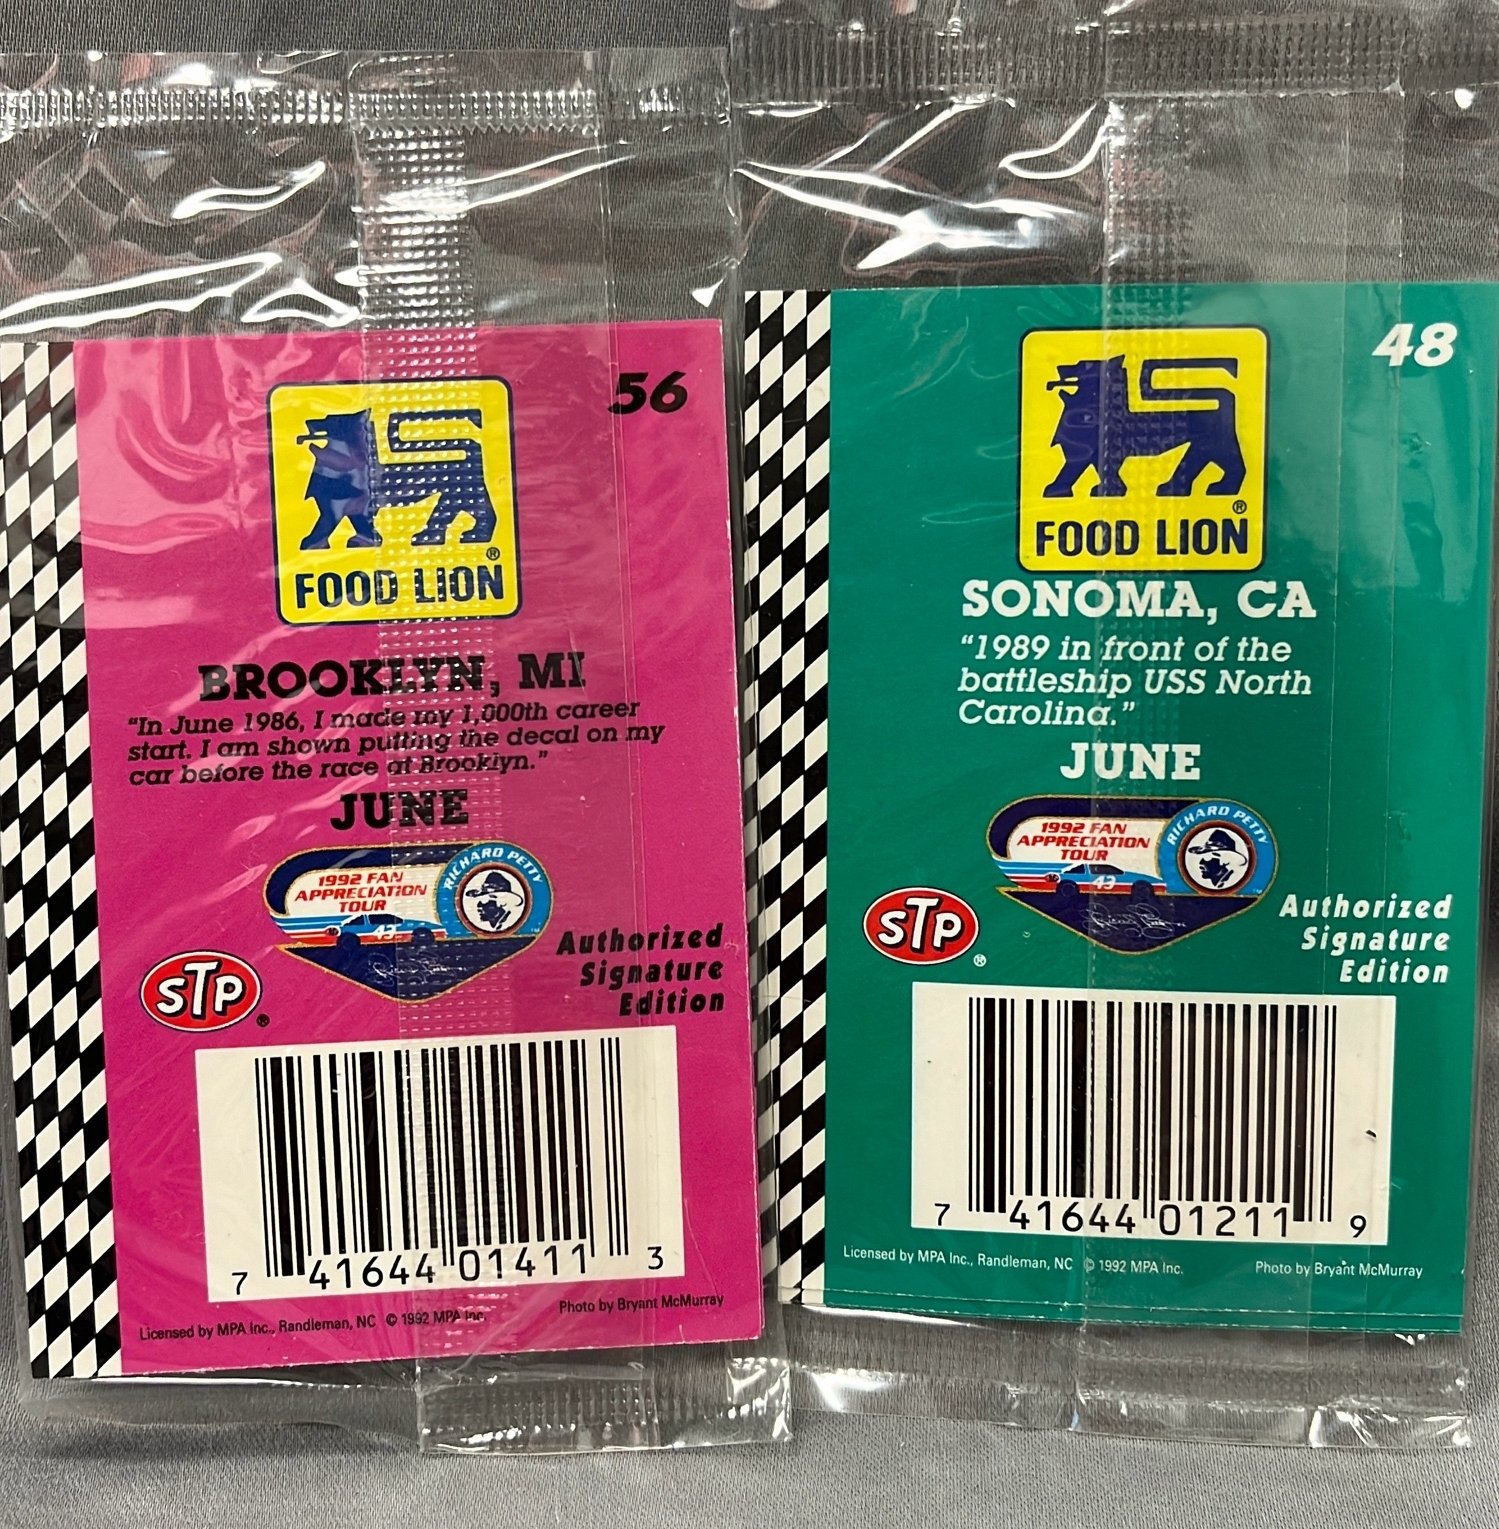 56
FOOD LION®
BROOKLYN, MI
"In June 1986, I made my 1,000th career
start. I am shown putting the decal on my
car before the race at Brooklyn."
JUNE
1992 FAN
APPRECIATION
TOUR
RICHARD PETTY
43
STP®
Authorized
Signature
Edition
7 41644 01411 3
Licensed by MPA Inc., Randleman, NC © 1992 MPA Inc.
Photo by Bryant McMurray
48
FOOD LION®
SONOMA, CA
"1989 in front of the
battleship USS North
Carolina."
JUNE
1992 FAN
APPRECIATION
TOUR
RICHARD PETTY
43
STP®
Authorized
Signature
Edition
7 41644 01211 9
Licensed by MPA Inc., Randleman, NC © 1992 MPA Inc.
Photo by Bryant McMurray